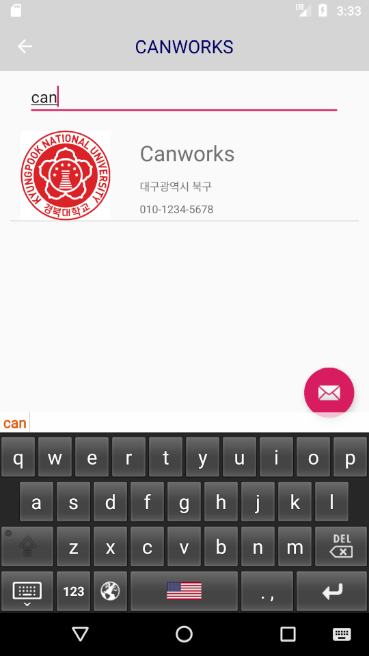 3:33
CANWORKS
can
KYUNGPOOK NATIONAL UNIVERSITY
경북대학교
Canworks
대구광역시 북구
010-1234-5678
can
q w e r t y u i o p
a s d f g h j k l
z x c v b n m DEL
123 . ,